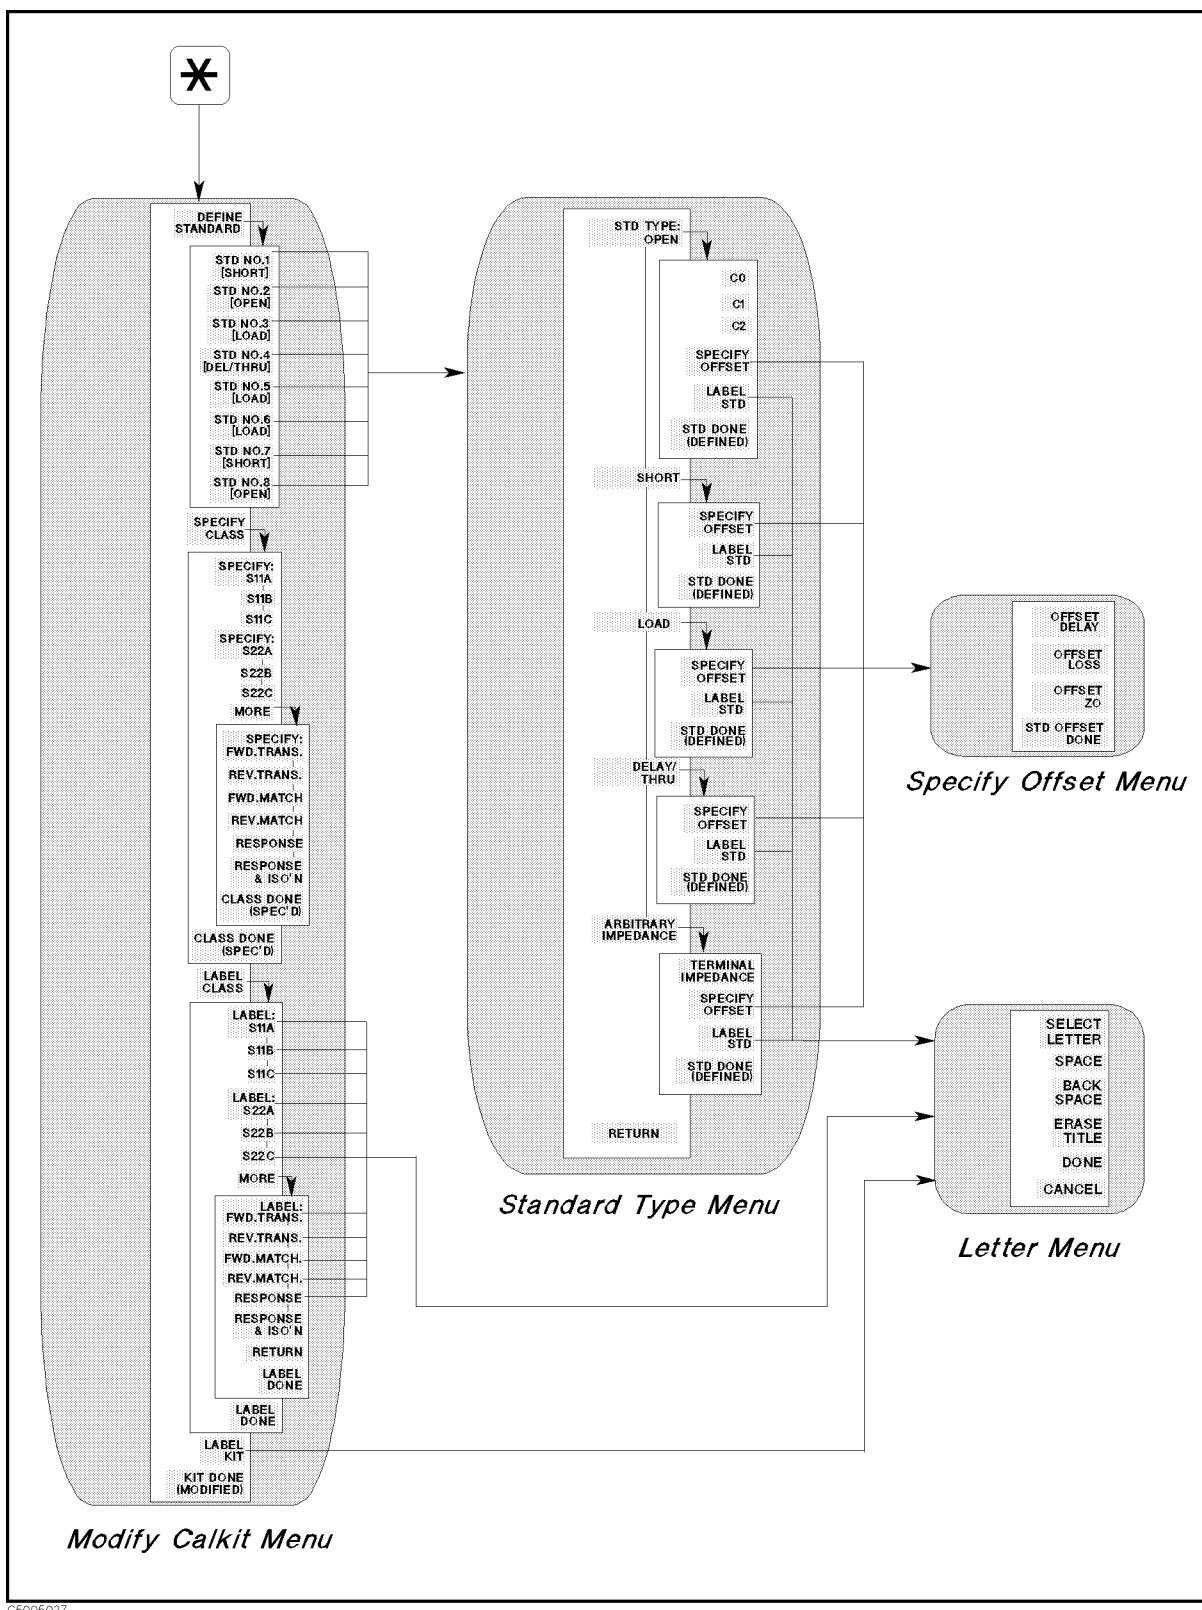 DEFINE
STANDARD
STD NO.1
[SHORT]
STD NO.2
[OPEN]
STD NO.3
[LOAD]
STD NO.4
[DEL/THRU]
STD NO.5
[LOAD]
STD NO.6
[LOAD]
STD NO.7
[SHORT]
STD NO.8
[OPEN]
SPECIFY
CLASS
SPECIFY:
S11A
S11B
S11C
SPECIFY:
S22A
S22B
S22C
MORE
SPECIFY:
FWD.TRANS.
REV.TRANS.
FWD.MATCH
REV.MATCH
RESPONSE
RESPONSE
& ISO'N
CLASS DONE
(SPEC'D)
CLASS DONE
(SPEC'D)
LABEL
CLASS
LABEL:
S11A
S11B
S11C
LABEL:
S22A
S22B
S22C
MORE
LABEL:
FWD.TRANS.
REV.TRANS.
FWD.MATCH.
REV.MATCH.
RESPONSE
RESPONSE
& ISO'N
RETURN
LABEL
DONE
LABEL
DONE
LABEL
KIT
KIT DONE
(MODIFIED)
Modify Calkit Menu
STD TYPE:
OPEN
C0
C1
C2
SPECIFY
OFFSET
LABEL
STD
STD DONE
(DEFINED)
SHORT
SPECIFY
OFFSET
LABEL
STD
STD DONE
(DEFINED)
LOAD
SPECIFY
OFFSET
LABEL
STD
STD DONE
(DEFINED)
DELAY/
THRU
SPECIFY
OFFSET
LABEL
STD
STD DONE
(DEFINED)
ARBITRARY
IMPEDANCE
TERMINAL
IMPEDANCE
SPECIFY
OFFSET
LABEL
STD
STD DONE
(DEFINED)
RETURN
Standard Type Menu
OFFSET
DELAY
OFFSET
LOSS
OFFSET
ZO
STD OFFSET
DONE
Specify Offset Menu
SELECT
LETTER
SPACE
BACK
SPACE
ERASE
TITLE
DONE
CANCEL
Letter Menu